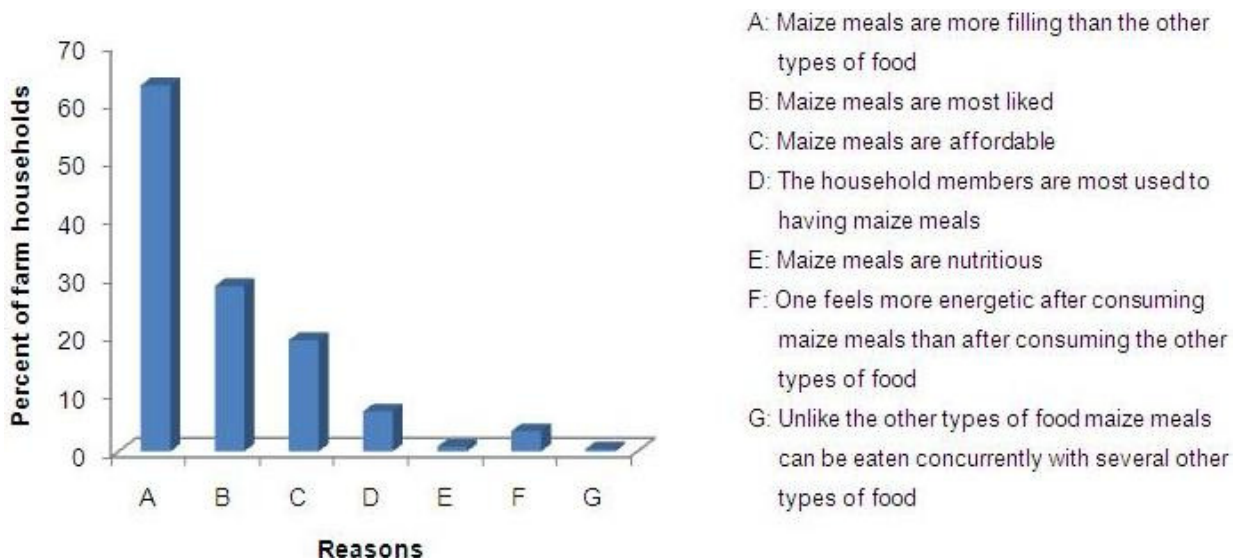 70
60
50
40
30
20
10
0
Percent of farm households
A B C D E F G
Reasons
A: Maize meals are more filling than the other
types of food
B: Maize meals are most liked
C: Maize meals are affordable
D: The household members are most used to
having maize meals
E: Maize meals are nutritious
F: One feels more energetic after consuming
maize meals than after consuming the other
types of food
G: Unlike the other types of food maize meals
can be eaten concurrently with several other
types of food